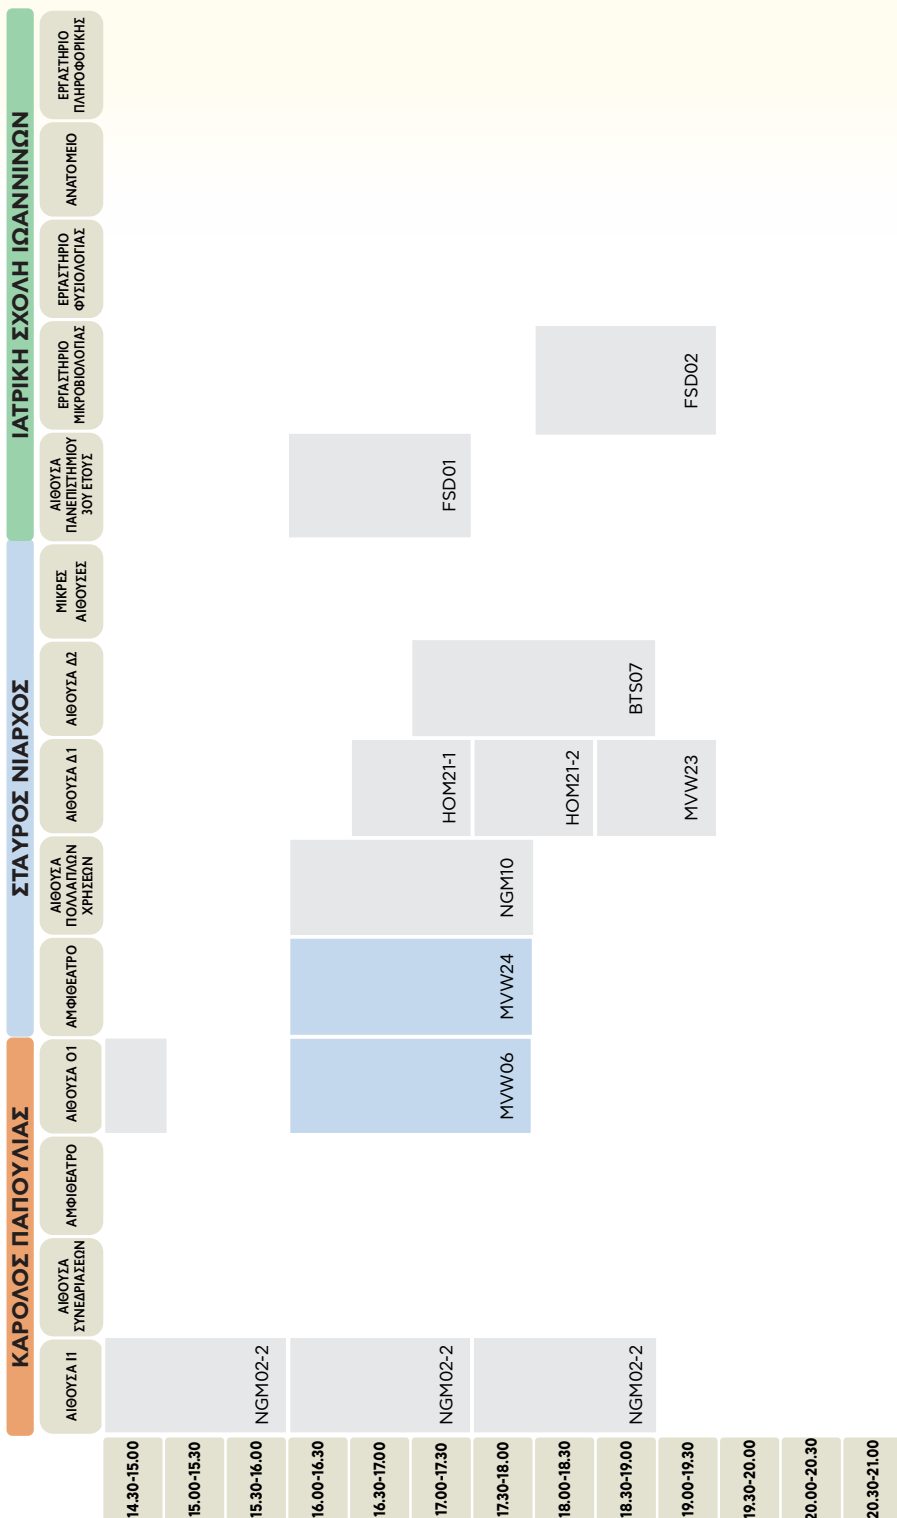 ΚΑΡΟΛΟΣ ΠΑΠΟΥΛΙΑΣ
ΣΤΑΥΡΟΣ ΝΙΑΡΧΟΣ
ΙΑΤΡΙΚΗ ΣΧΟΛΗ ΙΩΑΝΝΙΝΩΝ
ΑΙΘΟΥΣΑ Ι1
ΑΙΘΟΥΣΑ
ΣΥΝΕΔΡΙΑΣΕΩΝ
ΑΜΦΙΘΕΑΤΡΟ
ΑΙΘΟΥΣΑ Ο1
ΑΜΦΙΘΕΑΤΡΟ
ΑΙΘΟΥΣΑ
ΠΟΛΛΑΠΛΩΝ
ΧΡΗΣΕΩΝ
ΑΙΘΟΥΣΑ Δ1
ΑΙΘΟΥΣΑ Δ2
ΜΙΚΡΕΣ
ΑΙΘΟΥΣΕΣ
ΑΙΘΟΥΣΑ
ΠΑΝΕΠΙΣΤΗΜΙΟΥ
3ΟΥ ΕΤΟΥΣ
ΕΡΓΑΣΤΗΡΙΟ
ΜΙΚΡΟΒΙΟΛΟΓΙΑΣ
ΕΡΓΑΣΤΗΡΙΟ
ΦΥΣΙΟΛΟΓΙΑΣ
ΑΝΑΤΟΜΕΙΟ
ΕΡΓΑΣΤΗΡΙΟ
ΠΛΗΡΟΦΟΡΙΚΗΣ
14.30-15.00
15.00-15.30
15.30-16.00
NGM02-2
16.00-16.30
16.30-17.00
17.00-17.30
NGM02-2
HOM21-1
FSD01
17.30-18.00
MVW06
MVW24
NGM10
18.00-18.30
HOM21-2
18.30-19.00
NGM02-2
BTS07
19.00-19.30
MVW23
FSD02
19.30-20.00
20.00-20.30
20.30-21.00